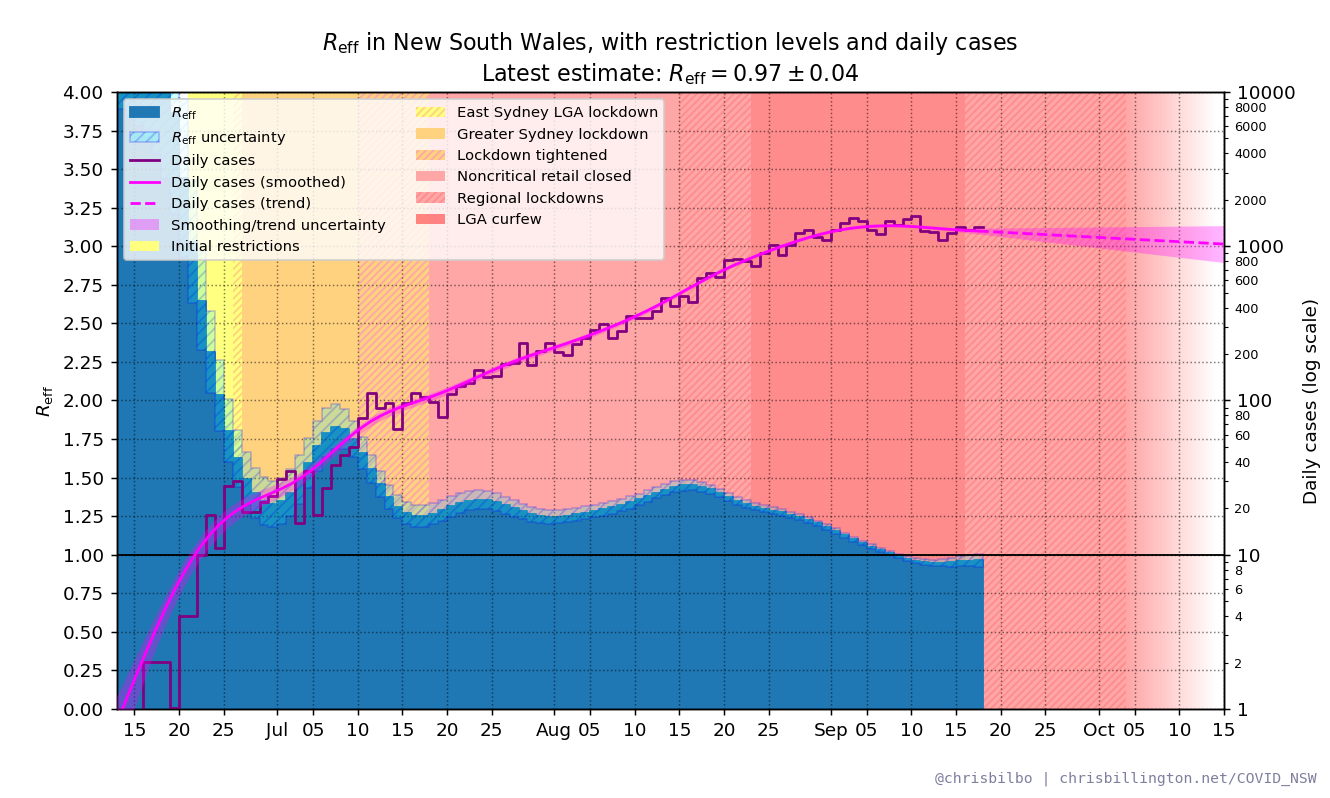 Reff in New South Wales, with restriction levels and daily cases
Latest estimate: Reff = 0.97 ± 0.04
Reff
Reff uncertainty
Daily cases
Daily cases (smoothed)
Daily cases (trend)
Smoothing/trend uncertainty
Initial restrictions
East Sydney LGA lockdown
Greater Sydney lockdown
Lockdown tightened
Noncritical retail closed
Regional lockdowns
LGA curfew
Reff
4.00
3.75
3.50
3.25
3.00
2.75
2.50
2.25
2.00
1.75
1.50
1.25
1.00
0.75
0.50
0.25
0.00
10000
8000
6000
4000
2000
1000
800
600
400
200
100
80
60
40
20
10
8
6
4
2
1
Daily cases (log scale)
15 20 25 Jul 05 10 15 20 25 Aug 05 10 15 20 25 Sep 05 10 15 20 25 Oct 05 10 15
@chrisbilbo | chrisbillington.net/COVID_NSW